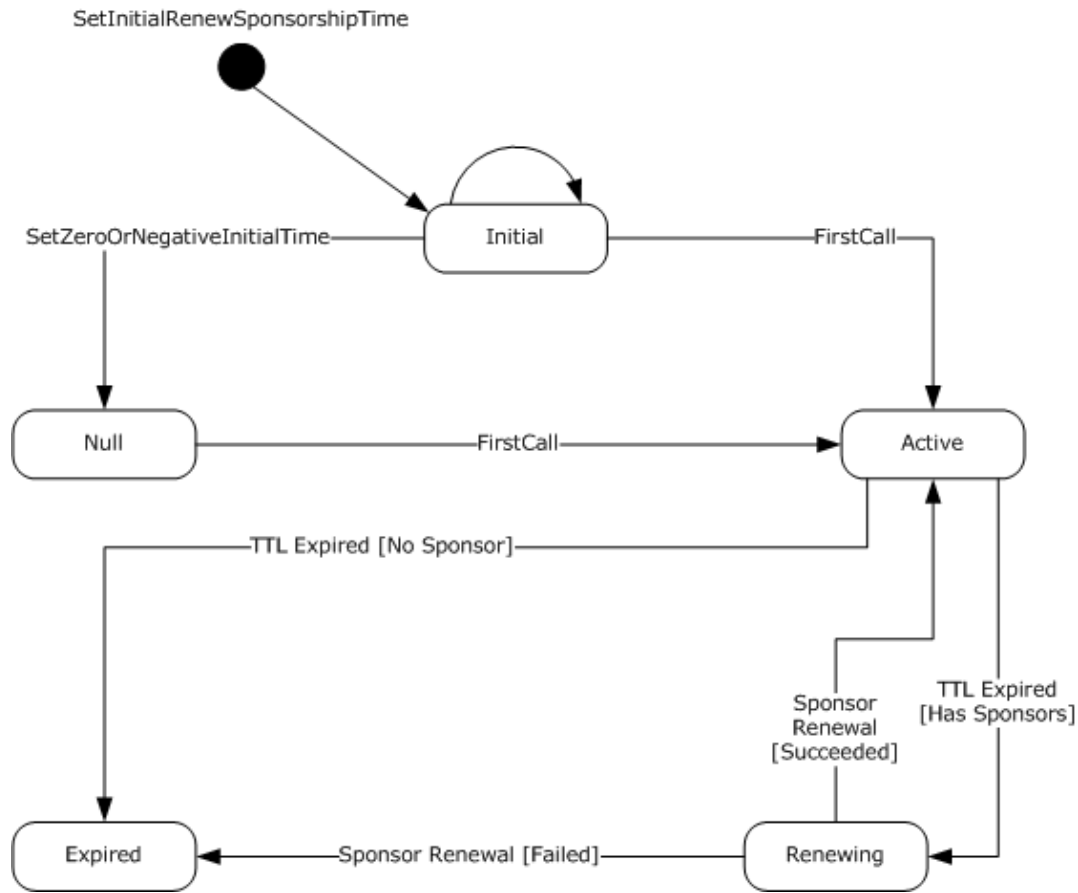 SetInitialRenewSponsorshipTime
Initial
SetZeroOrNegativeInitialTime
FirstCall
Null
FirstCall
Active
TTL Expired [No Sponsor]
Sponsor
Renewal
[Succeeded]
TTL Expired
[Has Sponsors]
Expired
Sponsor Renewal [Failed]
Renewing